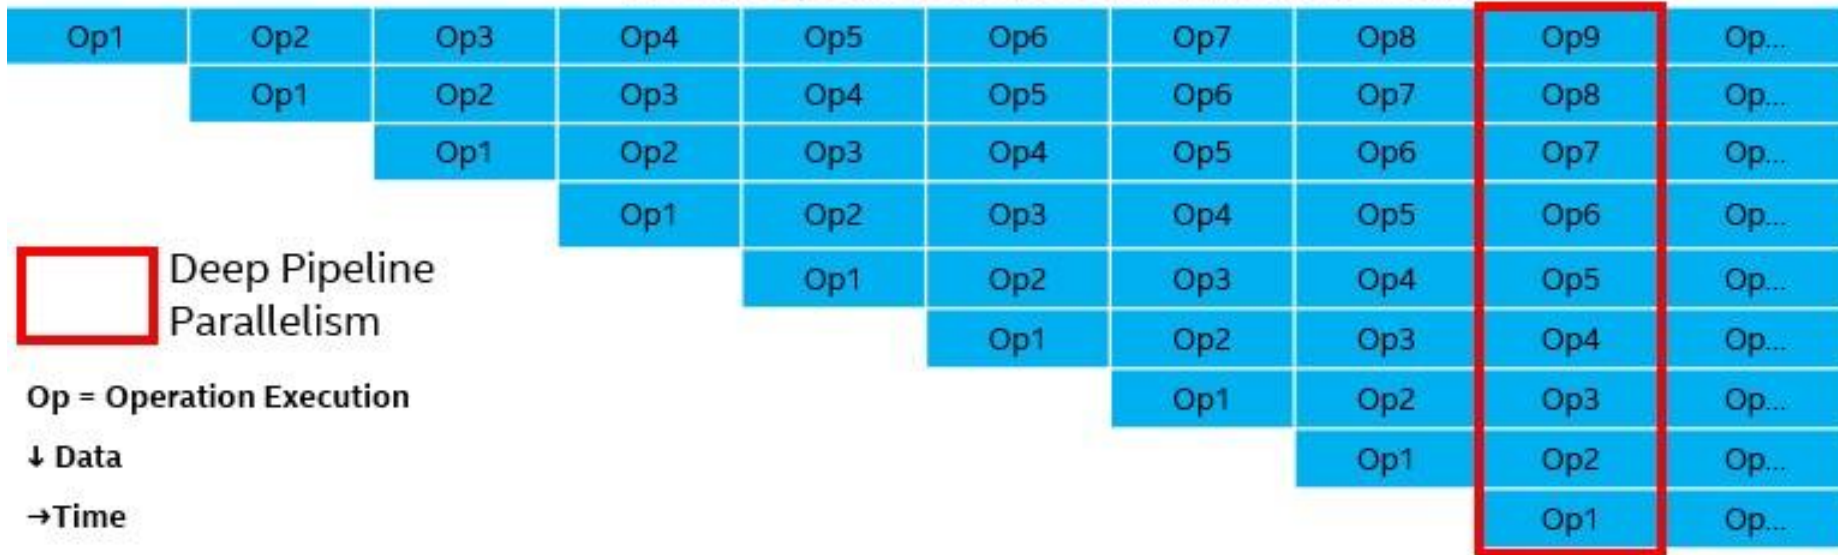 Op1 Op2 Op3 Op4 Op5 Op6 Op7 Op8 Op9 Op...
Op1 Op2 Op3 Op4 Op5 Op6 Op7 Op8 Op...
Op1 Op2 Op3 Op4 Op5 Op6 Op7 Op...
Op1 Op2 Op3 Op4 Op5 Op6 Op...
Op1 Op2 Op3 Op4 Op5 Op...
Op1 Op2 Op3 Op4 Op...
Op1 Op2 Op3 Op...
Op1 Op2 Op...
Op1 Op...
Deep Pipeline
Parallelism
Op = Operation Execution
↓ Data
→Time